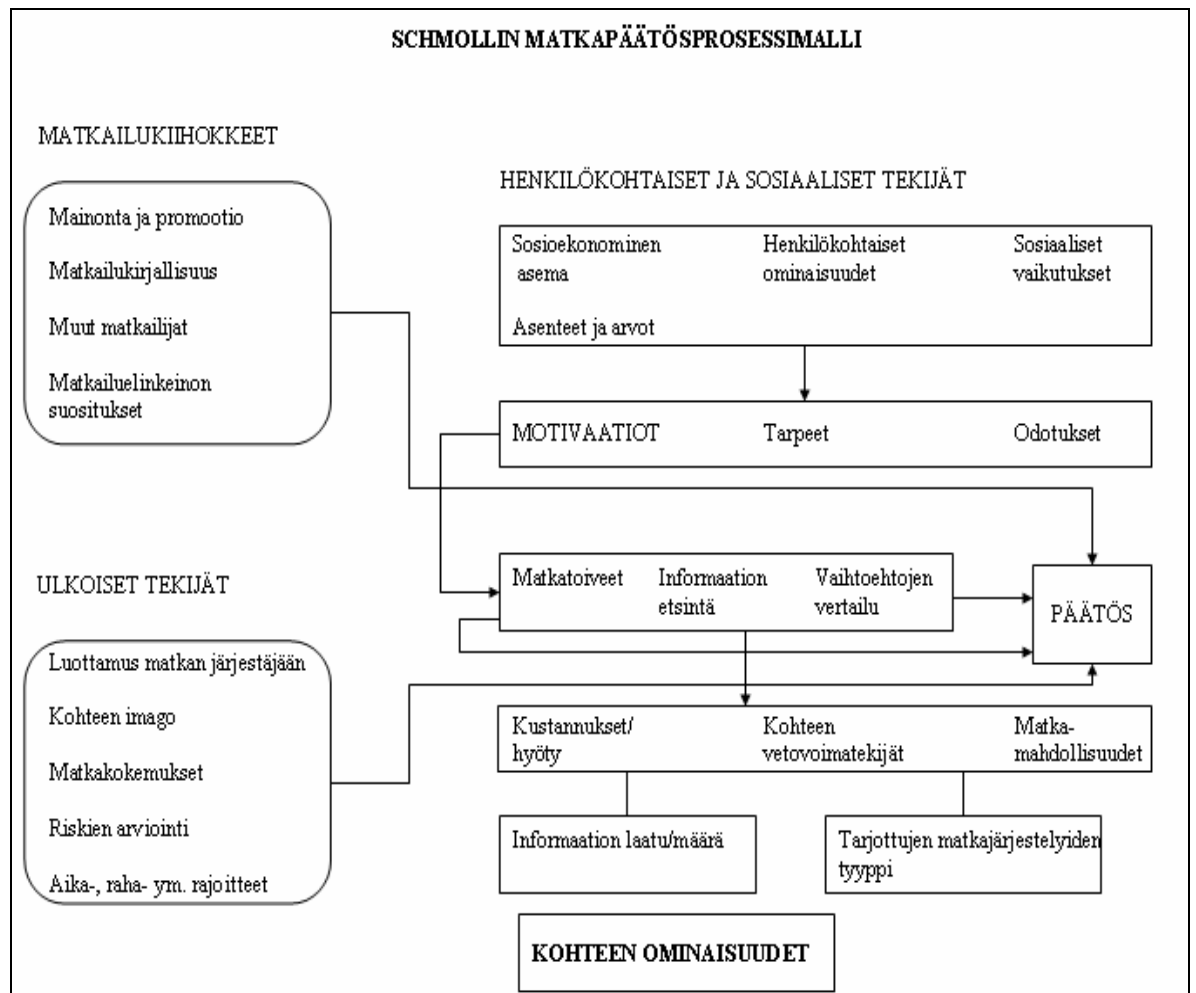 SCHMOLLIN MATKAPÄÄTÖSPROSESSIMALLI
MATKAILUKIIHOKKEET
Mainonta ja promootio
Matkailukirjallisuus
Muut matkailijat
Matkailuelinkeinon
suositukset
HENKILÖKOHTAISET JA SOSIAALISET TEKIJÄT
Sosioekonominen
asema
Henkilökohtaiset
ominaisuudet
Sosiaaliset
vaikutukset
Asenteet ja arvot
MOTIVAATIOT
Tarpeet
Odotukset
ULKOISET TEKIJÄT
Luottamus matkan järjestäjään
Kohteen imago
Matkakokemukset
Riskien arviointi
Aika-, raha- ym. rajoitteet
Matkatoiveet
Informaation
etsintä
Vaihtoehtojen
vertailu
PÄÄTÖS
Kustannukset/
hyöty
Kohteen
vetovoimatekijät
Matka-
mahdollisuudet
Informaation laatu/määrä
Tarjottujen matkajärjestelyiden
tyyppi
KOHTEEN OMINAISUUDET